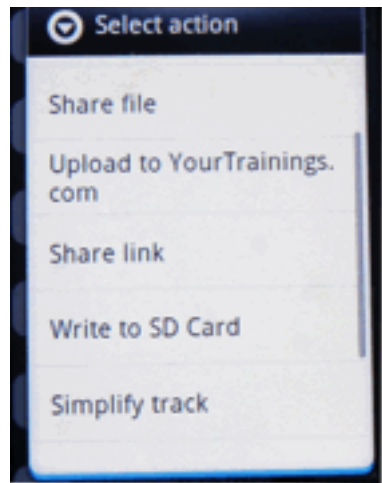 Select action
Share file
Upload to YourTrainings.
com
Share link
Write to SD Card
Simplify track